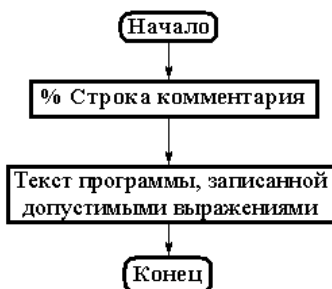 Начало
% Строка комментария
Текст программы, записанной
допустимыми выражениями
Конец